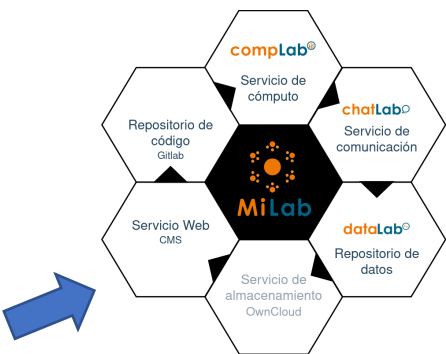 compLab
Servicio de
cómputo
chatLab
Servicio de
comunicación
Repositorio de
código
Gitlab
MiLab
Servicio Web
CMS
dataLab
Repositorio de
datos
Servicio de
almacenamiento
OwnCloud